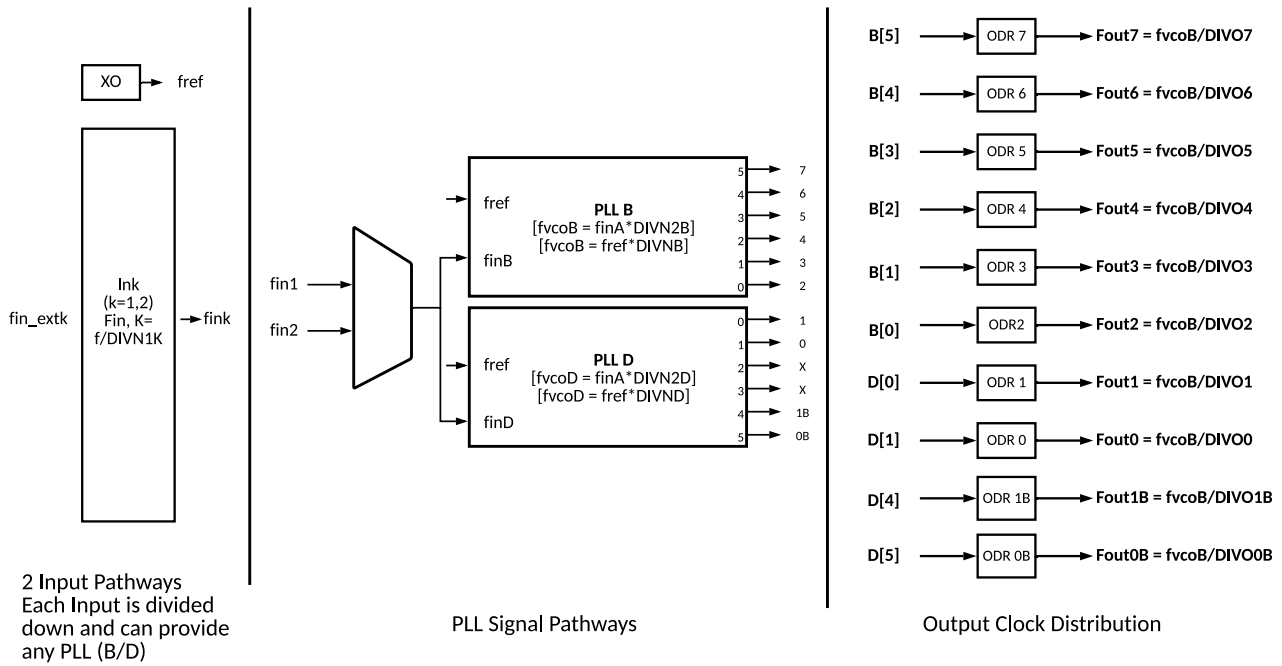 XO
fref
fin_extk
Ink
(k=1,2)
Fin, K=
f/DIVN1K
fink
2 Input Pathways
Each Input is divided
down and can provide
any PLL (B/D)
fin1
fin2
fref
finB
PLL B
[fvcoB = finA*DIVN2B]
[fvcoB = fref*DIVNB]
5 7
4 6
3 5
2 4
1 3
0 2
fref
finD
PLL D
[fvcoD = finA*DIVN2D]
[fvcoD = fref*DIVND]
0 1
1 0
2 X
3 X
4 1B
5 0B
PLL Signal Pathways
B[5] ODR 7 Fout7 = fvcoB/DIVO7
B[4] ODR 6 Fout6 = fvcoB/DIVO6
B[3] ODR 5 Fout5 = fvcoB/DIVO5
B[2] ODR 4 Fout4 = fvcoB/DIVO4
B[1] ODR 3 Fout3 = fvcoB/DIVO3
B[0] ODR2 Fout2 = fvcoB/DIVO2
D[0] ODR 1 Fout1 = fvcoB/DIVO1
D[1] ODR 0 Fout0 = fvcoB/DIVO0
D[4] ODR 1B Fout1B = fvcoB/DIVO1B
D[5] ODR 0B Fout0B = fvcoB/DIVO0B
Output Clock Distribution